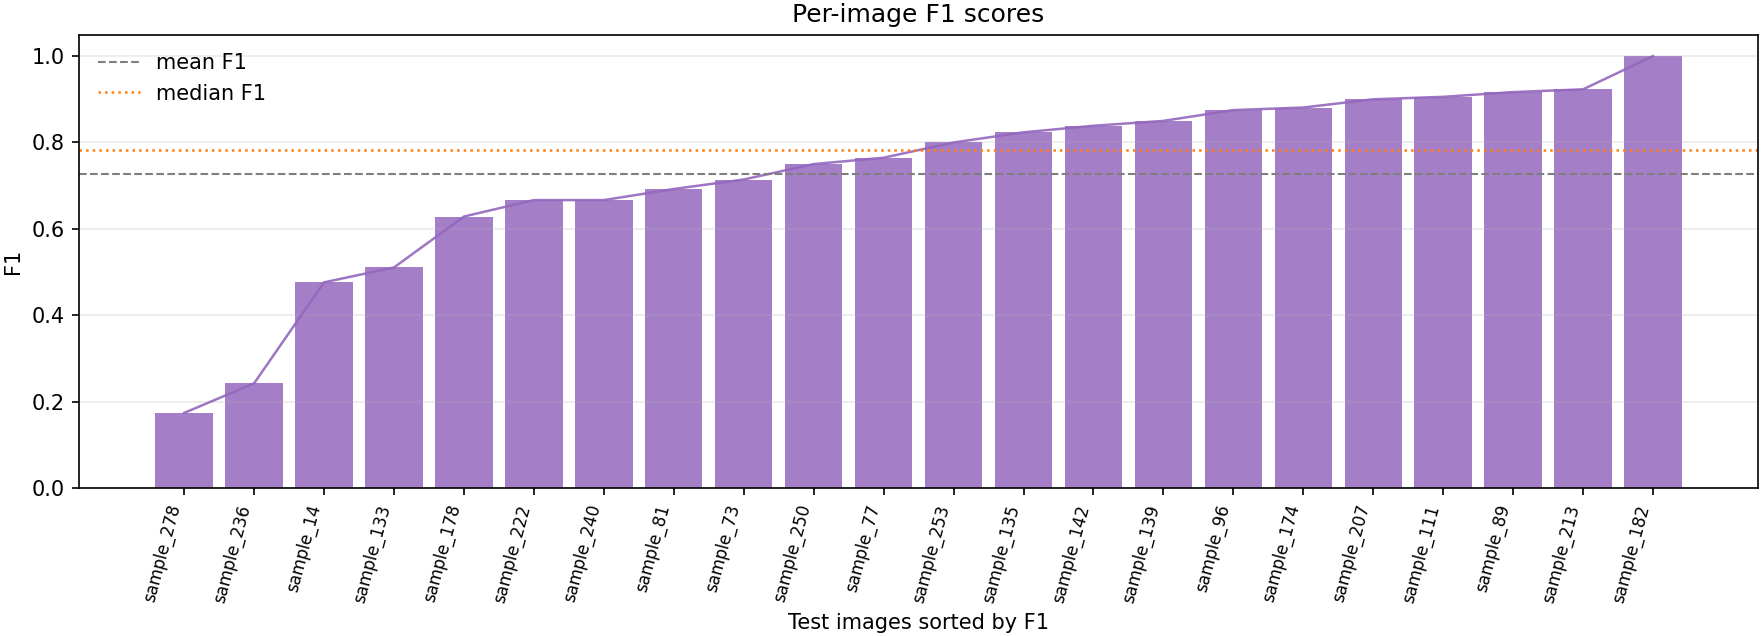 Per-image F1 scores
mean F1
median F1
F1
1.0
0.8
0.6
0.4
0.2
0.0
sample_278
sample_236
sample_14
sample_133
sample_178
sample_222
sample_240
sample_81
sample_73
sample_250
sample_77
sample_253
sample_135
sample_142
sample_139
sample_96
sample_174
sample_207
sample_111
sample_89
sample_213
sample_182
Test images sorted by F1